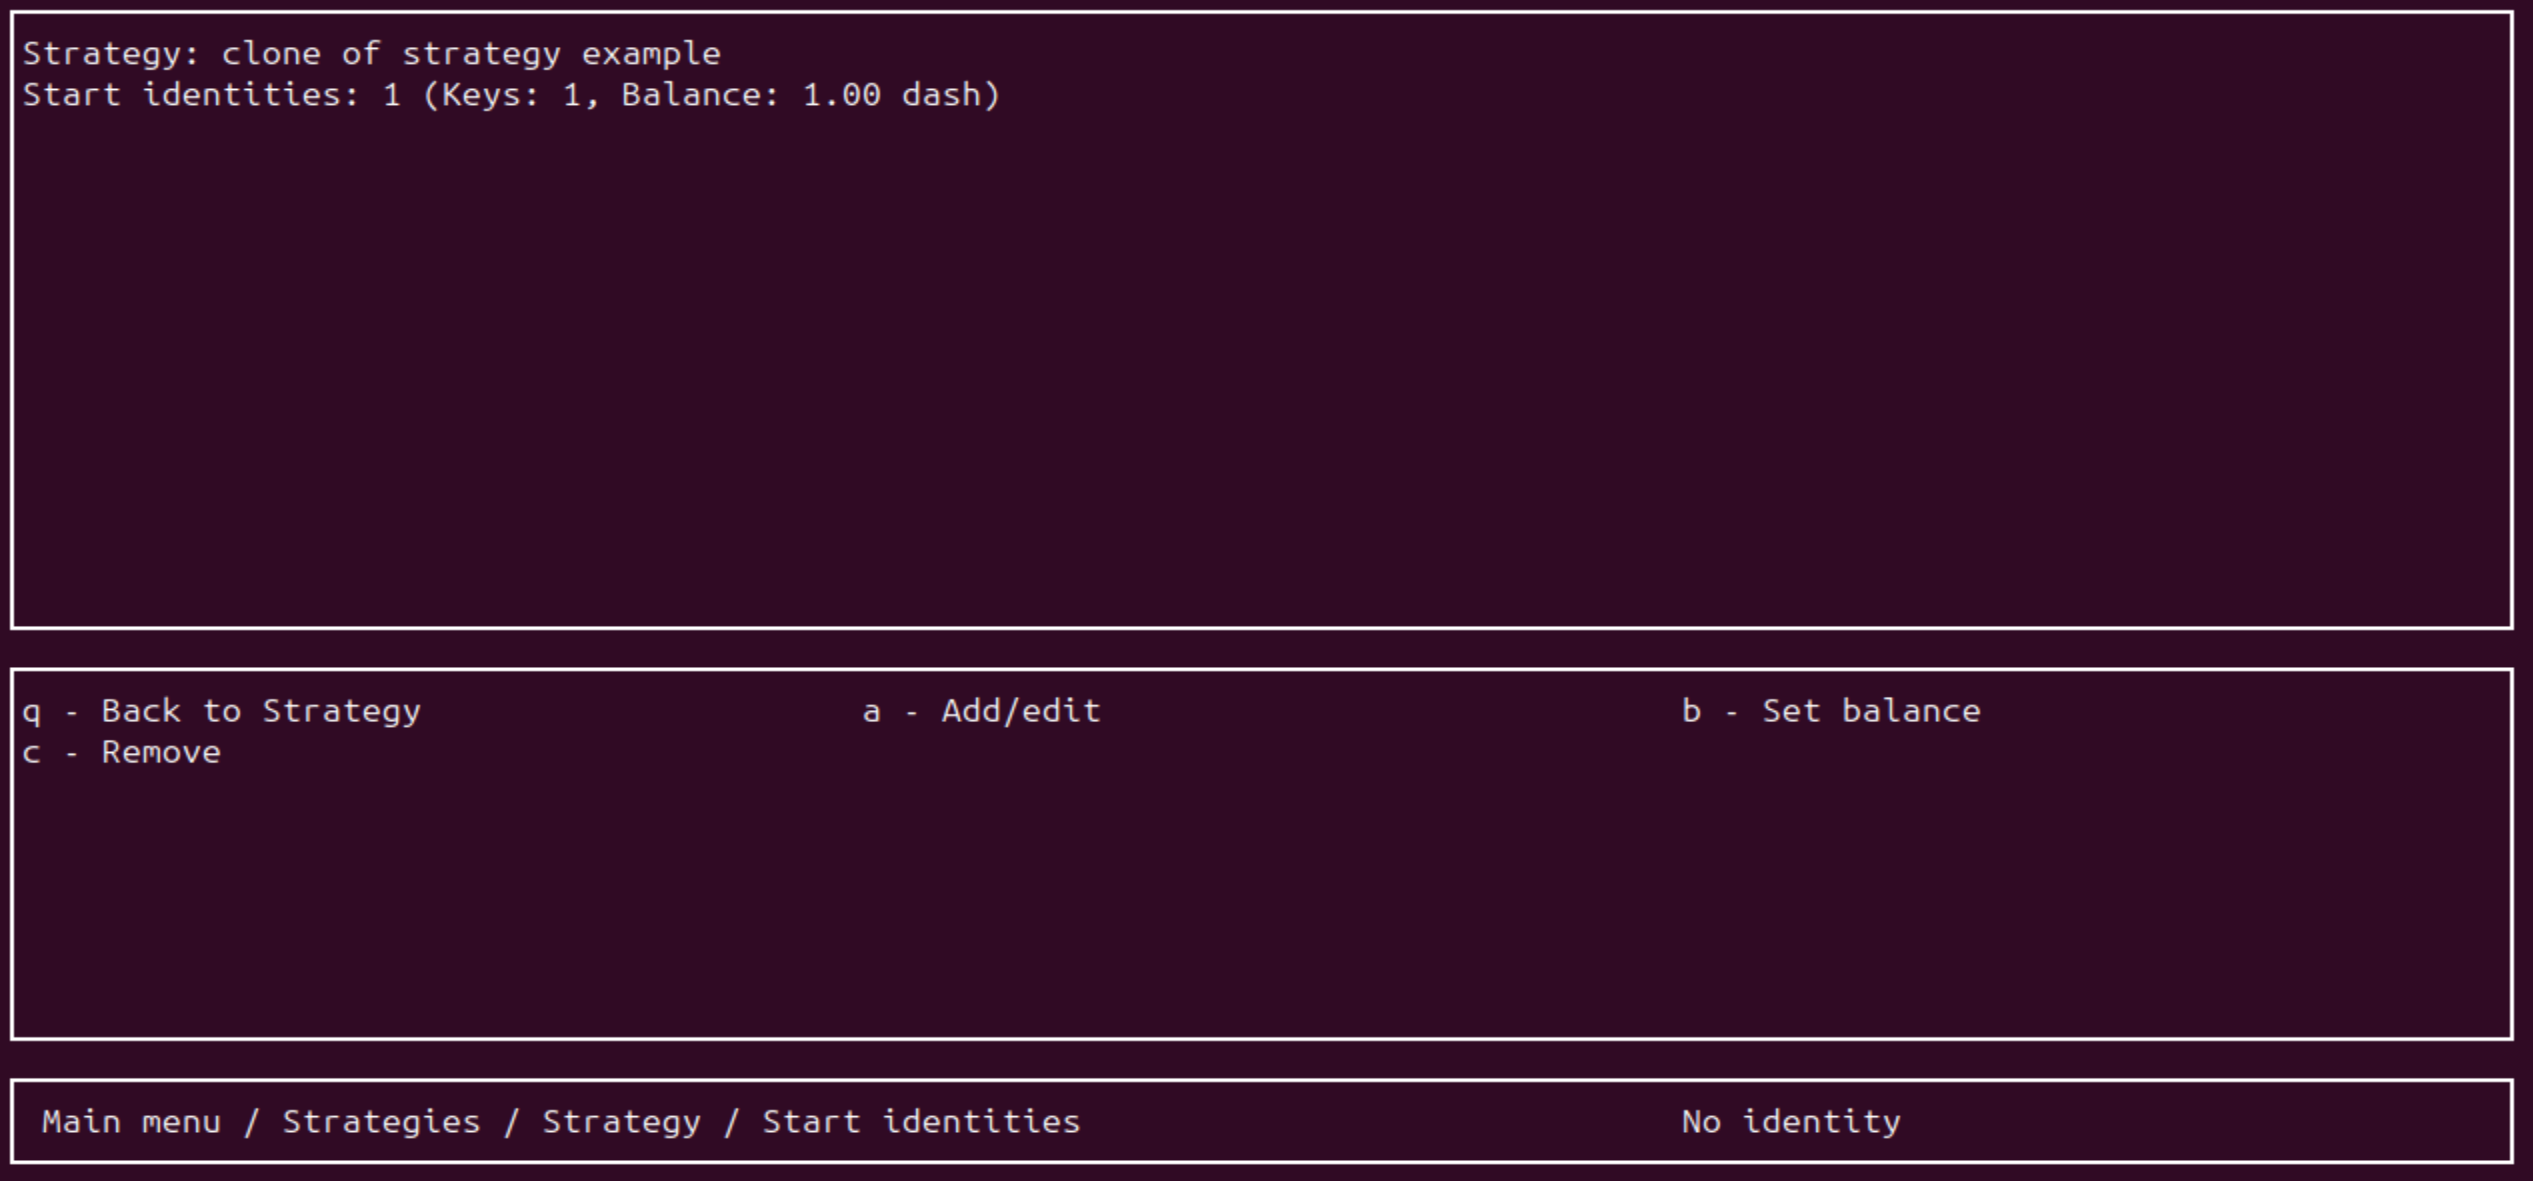 Strategy: clone of strategy example
Start identities: 1 (Keys: 1, Balance: 1.00 dash)
q - Back to Strategy a - Add/edit b - Set balance
c - Remove
Main menu / Strategies / Strategy / Start identities No identity